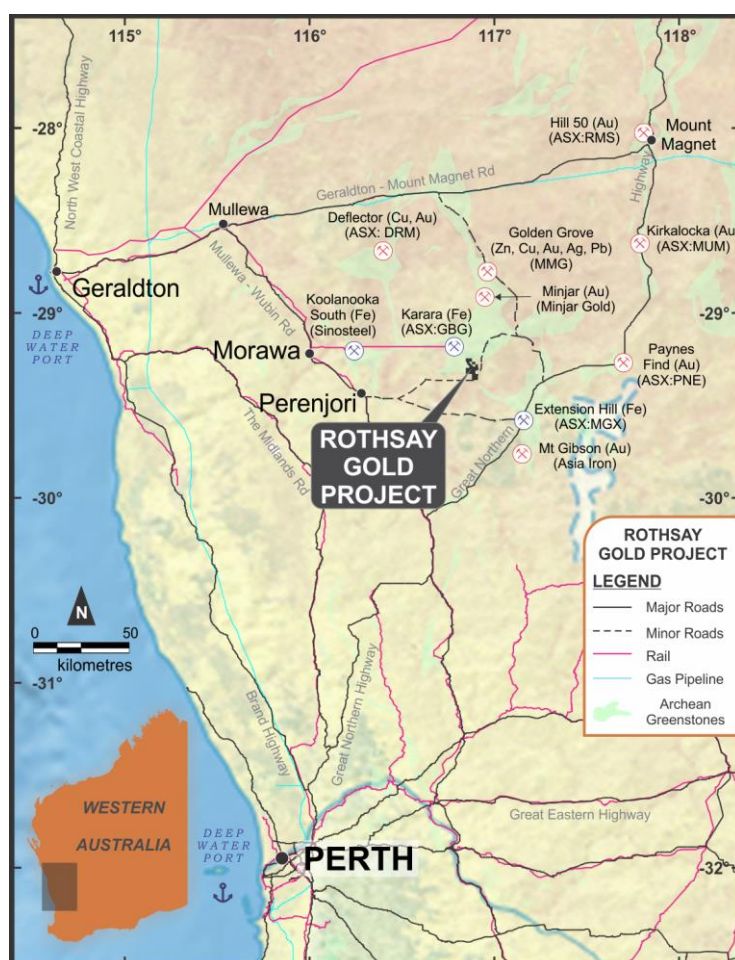 115°
116°
117°
118°
-28°
-29°
-30°
-31°
-32°
-28°
-29°
-30°
-32°
North West Coastal Highway
Hill 50 (Au)
(ASX:RMS)
Mount
Magnet
Highway
Geraldton - Mount Magnet Rd
Mullewa
Deflector (Cu, Au)
(ASX: DRM)
Golden Grove
(Zn, Cu, Au, Ag, Pb)
MMG)
Kirkalocka (Au)
(ASX:MUM)
Geraldton
DEEP
WATER
PORT
Mullewa-Wubin Rd
Koolanooka
South (Fe)
(Sinosteel)
Karara (Fe)
(ASX:GBG)
Minjar (Au)
(Minjar Gold)
Morawa
Perenjori
Paynes
Find (Au)
(ASX:PNE)
The Midlands Rd
ROTHSAY
GOLD
PROJECT
Great Northern
Extension Hill (Fe)
(ASX:MGX)
Mt Gibson (Au)
(Asia Iron)
N
0 50
kilometres
ROTHSAY
GOLD PROJECT
LEGEND
Major Roads
Minor Roads
Rail
Gas Pipeline
Archean
Greenstones
Brand Highway
Great Northern Highway
Great Eastern Highway
WESTERN
AUSTRALIA
DEEP
WATER
PORT
PERTH